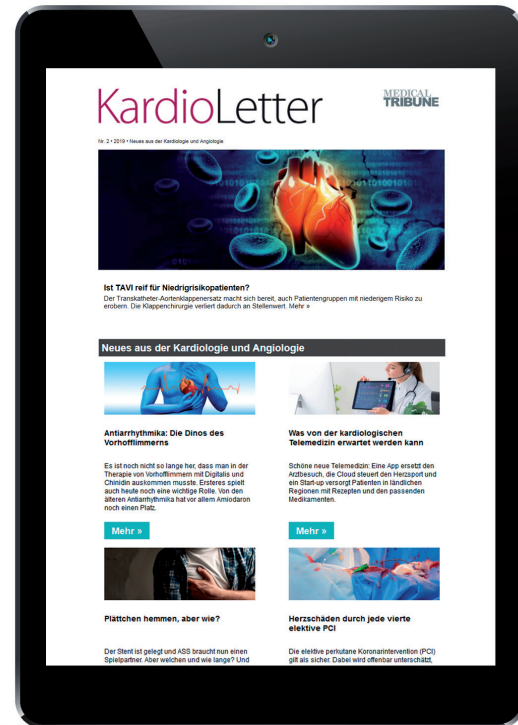 KardioLetter
MEDICAL
TRIBUNE
Nr. 2 • 2019 • Neues aus der Kardiologie und Angiologie
Ist TAVI reif für Niedrigrisikopatienten?
Der Transkatheter-Aortenklappenersatz macht sich bereit, auch Patientengruppen mit niederigem Risiko zu
erobern. Die Klappenchirurgie verliert dadurch an Stellenwert. Mehr »
Neues aus der Kardiologie und Angiologie
Antiarrhythmika: Die Dinos des
Vorhofflimmerns
Es ist noch nicht so lange her, dass man in der
Therapie von Vorhofflimmern mit Digitalis und
Chinidin auskommen musste. Ersteres spielt
auch heute noch eine wichtige Rolle. Von den
älteren Antiarrhythmika hat vor allem Amiodaron
noch einen Platz.
Mehr »
Was von der kardiologischen
Telemedizin erwartet werden kann
Schöne neue Telemedizin: Eine App ersetzt den
Arztbesuch, die Cloud steuert den Herzsport und
ein Start-up versorgt Patienten in ländlichen
Regionen mit Rezepten und den passenden
Medikamenten.
Mehr »
Plättchen hemmen, aber wie?
Der Stent ist gelegt und ASS braucht nun einen
Spielpartner. Aber welchen und wie lange? Und
Herzschäden durch jede vierte
elektive PCI
Die elektive perkutane Koronarintervention (PCI)
gilt als sicher. Dabei wird offenbar unterschätzt,